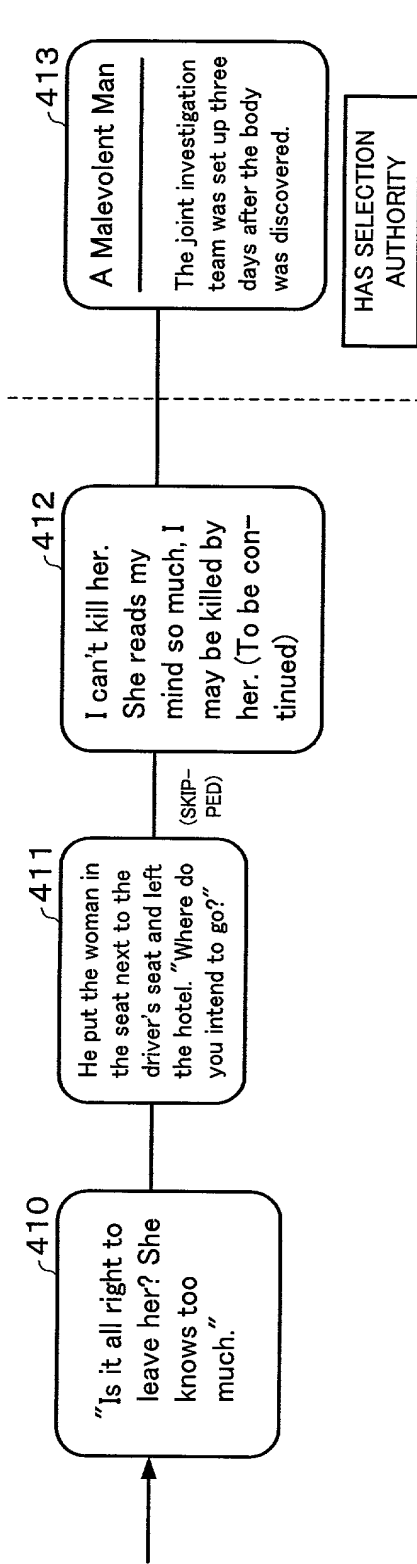 410
"Is it all right to
leave her? She
knows too
much."
411
He put the woman in
the seat next to the
driver's seat and left
the hotel. "Where do
you intend to go?"
(SKIP-
PED)
412
I can't kill her.
She reads my
mind so much, I
may be killed by
her. (To be con-
tinued)
413
A Malevolent Man
The joint investigation
team was set up three
days after the body
was discovered.
HAS SELECTION
AUTHORITY